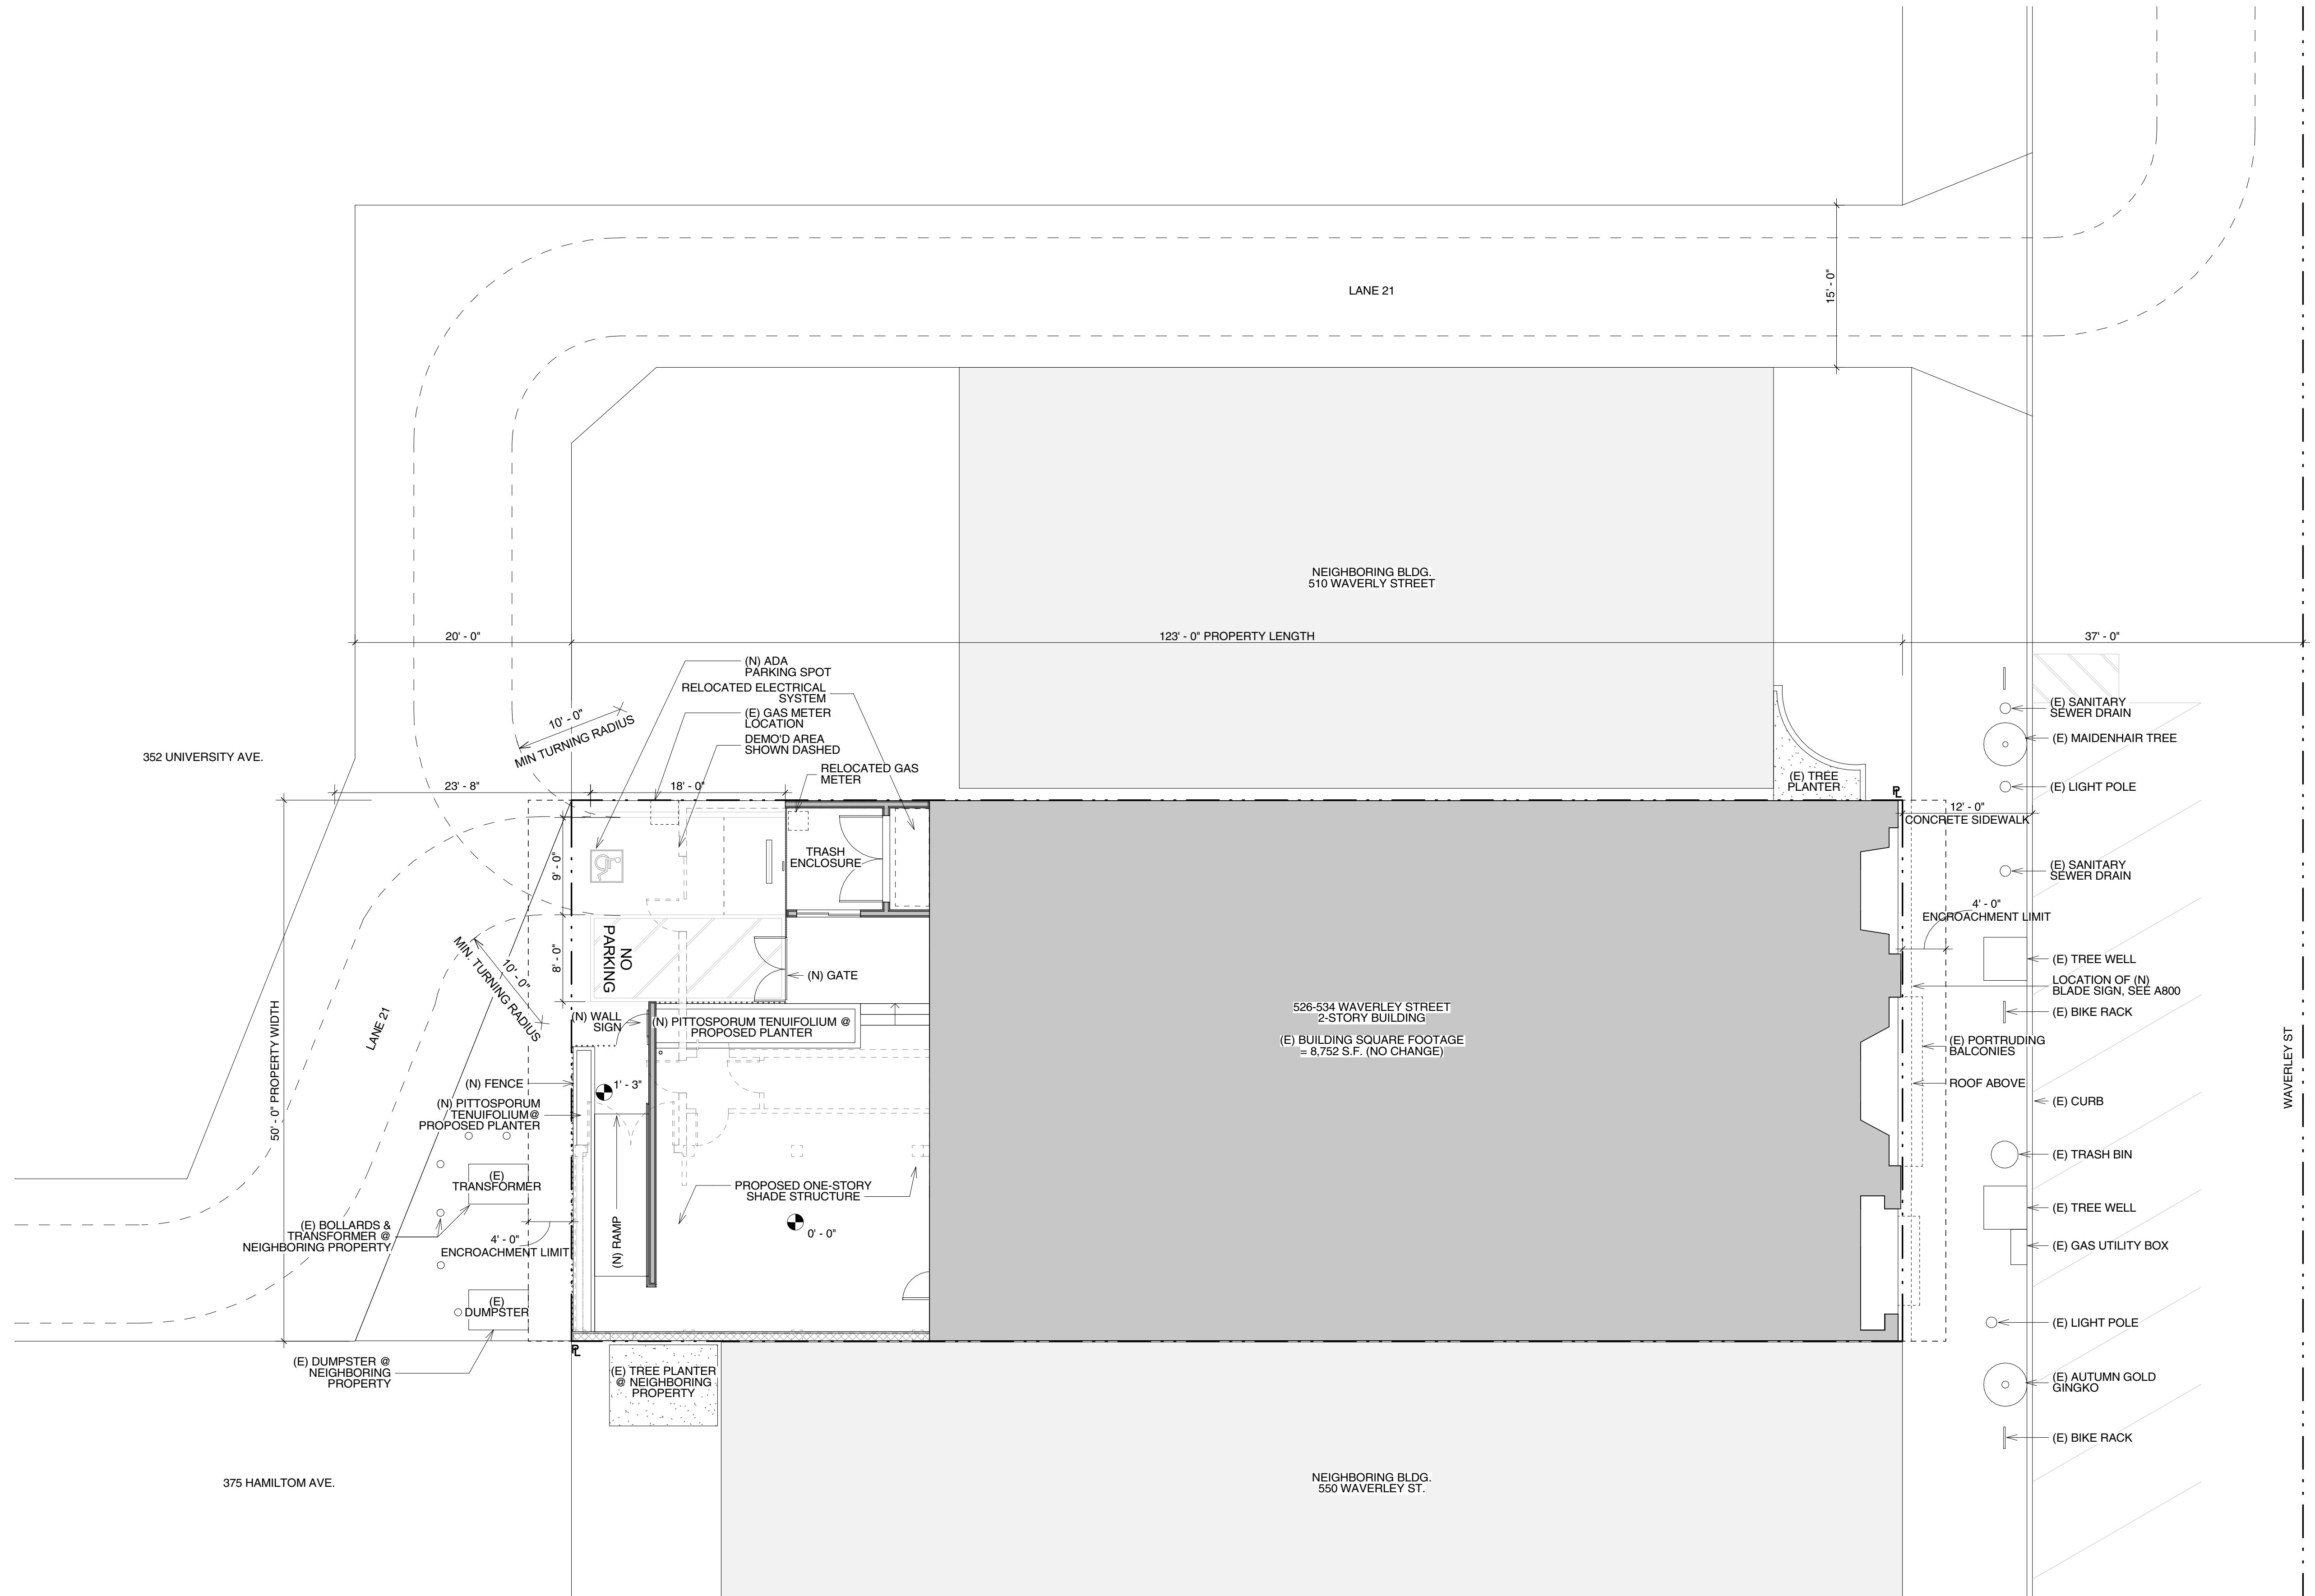 LANE 21
15' - 0"
NEIGHBORING BLDG.
510 WAVERLY STREET
20' - 0"
123' - 0" PROPERTY LENGTH
37' - 0"
(N) ADA
PARKING SPOT
RELOCATED ELECTRICAL
SYSTEM
(E) GAS METER
LOCATION
DEMO'D AREA
SHOWN DASHED
RELOCATED GAS
METER
10' - 0"
MIN TURNING RADIUS
352 UNIVERSITY AVE.
23' - 8"
18' - 0"
(E) TREE
PLANTER
PL
12' - 0"
CONCRETE SIDEWALK
(E) SANITARY
SEWER DRAIN
(E) MAIDENHAIR TREE
(E) LIGHT POLE
(E) SANITARY
SEWER DRAIN
4' - 0"
ENCROACHMENT LIMIT
(E) TREE WELL
LOCATION OF (N)
BLADE SIGN, SEE A800
(E) BIKE RACK
(E) PORTRUDING
BALCONIES
ROOF ABOVE
(E) CURB
(E) TRASH BIN
(E) TREE WELL
(E) GAS UTILITY BOX
(E) LIGHT POLE
(E) AUTUMN GOLD
GINGKO
(E) BIKE RACK
WAVERLEY ST
TRASH
ENCLOSURE
9' - 0"
8' - 0"
NO
PARKING
(N) GATE
10' - 0"
MIN. TURNING RADIUS
LANE 21
50' - 0" PROPERTY WIDTH
(N) WALL
SIGN
(N) PITTOSPORUM TENUIFOLIUM @
PROPOSED PLANTER
526-534 WAVERLEY STREET
2-STORY BUILDING
(E) BUILDING SQUARE FOOTAGE
= 8,752 S.F. (NO CHANGE)
(N) FENCE
1' - 3"
(N) PITTOSPORUM
TENUIFOLIUM@
PROPOSED PLANTER
(E)
TRANSFORMER
PROPOSED ONE-STORY
SHADE STRUCTURE
0' - 0"
(N) RAMP
(E) BOLLARDS &
TRANSFORMER @
NEIGHBORING PROPERTY
4' - 0"
ENCROACHMENT LIMIT
(E)
DUMPSTER
PL
(E) DUMPSTER @
NEIGHBORING
PROPERTY
(E) TREE PLANTER
@ NEIGHBORING
PROPERTY
375 HAMILTOM AVE.
NEIGHBORING BLDG.
550 WAVERLEY ST.